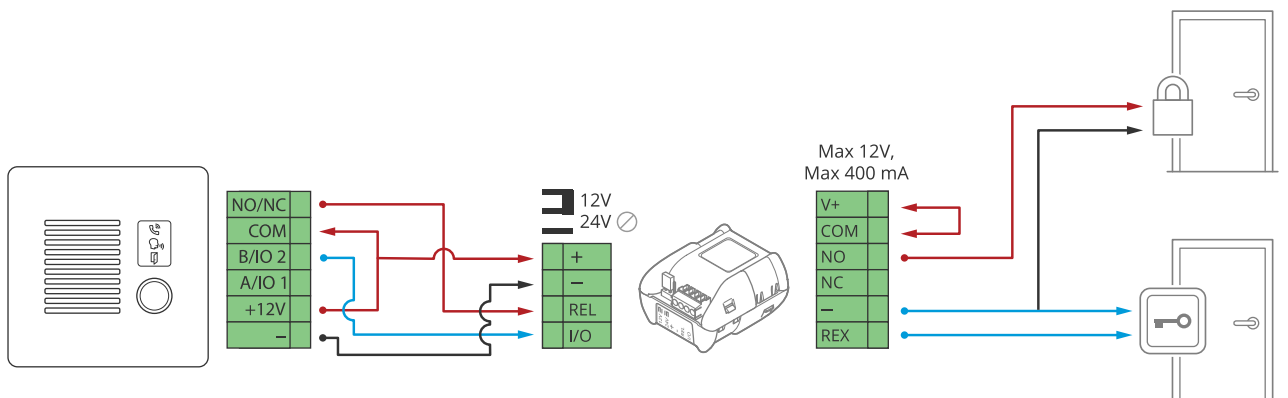 NO/NC
COM
B/IO 2
A/IO 1
+12V
−
12V
24V
+
−
REL
I/O
Max 12V,
Max 400 mA
V+
COM
NO
NC
−
REX